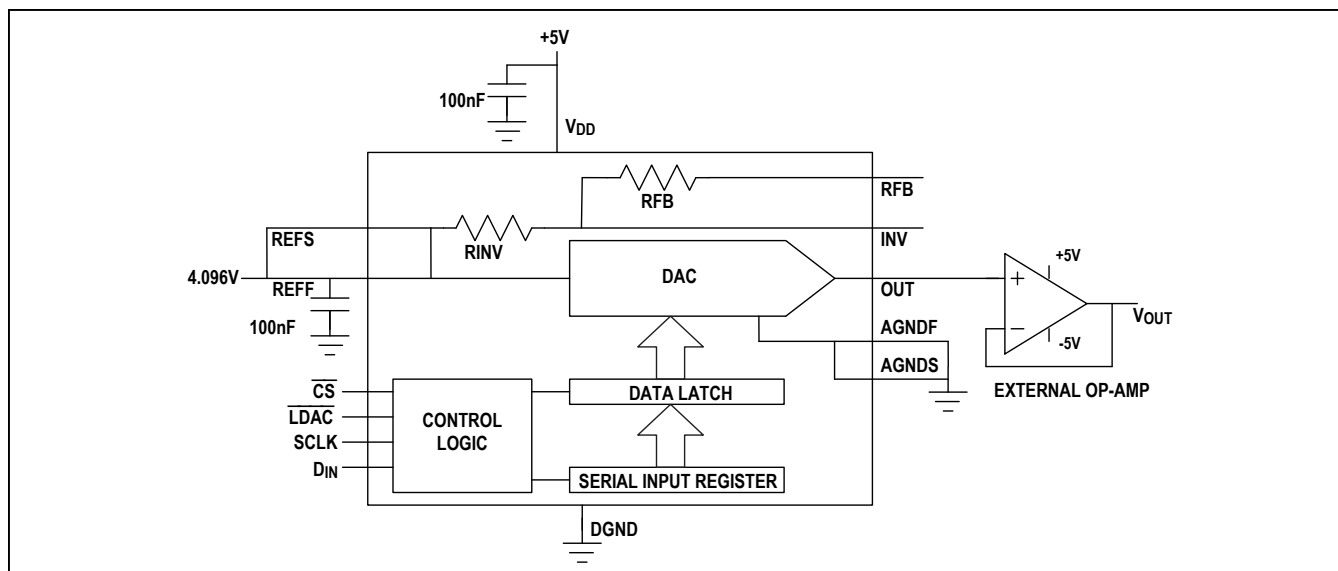 +5V
100nF
VDD
RFB
RFB
REFS
RINV
INV
4.096V
REFF
DAC
OUT
+5V
+
−
-5V
VOUT
100nF
AGNDF
AGNDS
EXTERNAL OP-AMP
CS
LDAC
SCLK
DIN
CONTROL
LOGIC
DATA LATCH
SERIAL INPUT REGISTER
DGND